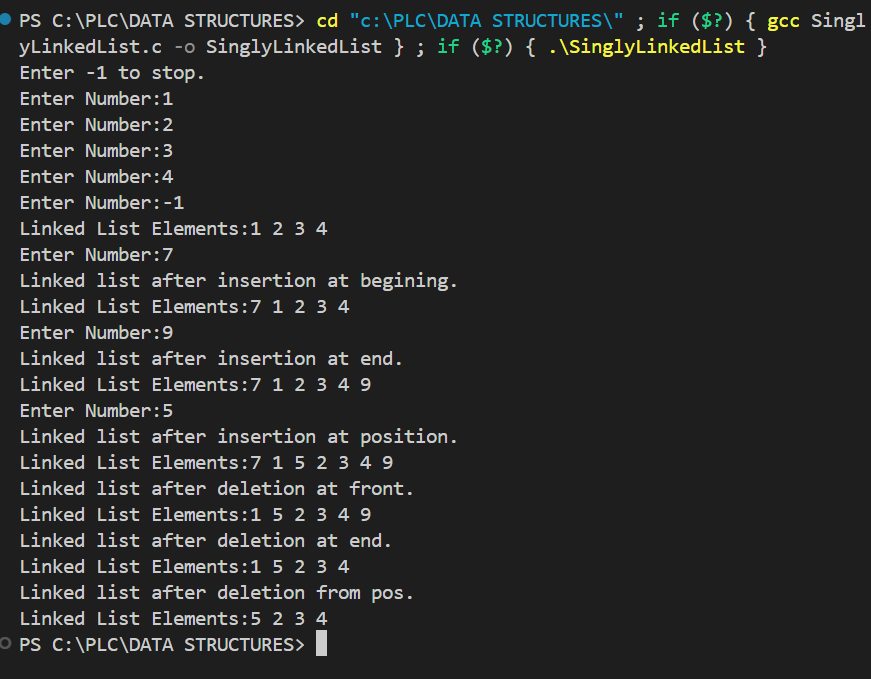 PS C:\PLC\DATA STRUCTURES> cd "c:\PLC\DATA STRUCTURES\" ; if ($?) { gcc Singl
yLinkedList.c -o SinglyLinkedList } ; if ($?) { .\SinglyLinkedList }
Enter -1 to stop.
Enter Number:1
Enter Number:2
Enter Number:3
Enter Number:4
Enter Number:-1
Linked List Elements:1 2 3 4
Enter Number:7
Linked list after insertion at begining.
Linked List Elements:7 1 2 3 4
Enter Number:9
Linked list after insertion at end.
Linked List Elements:7 1 2 3 4 9
Enter Number:5
Linked list after insertion at position.
Linked List Elements:7 1 5 2 3 4 9
Linked list after deletion at front.
Linked List Elements:1 5 2 3 4 9
Linked list after deletion at end.
Linked List Elements:1 5 2 3 4
Linked list after deletion from pos.
Linked List Elements:5 2 3 4
PS C:\PLC\DATA STRUCTURES>